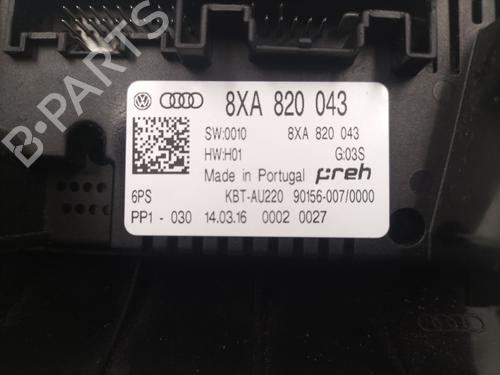 8XA 820 043
SW:0010 8XA 820 043
HW:H01 G:03S
Made in Portugal preh
6PS KBT-AU220 90156-007/0000
PP1 - 030 14.03.16 0002 0027
B-PARTS